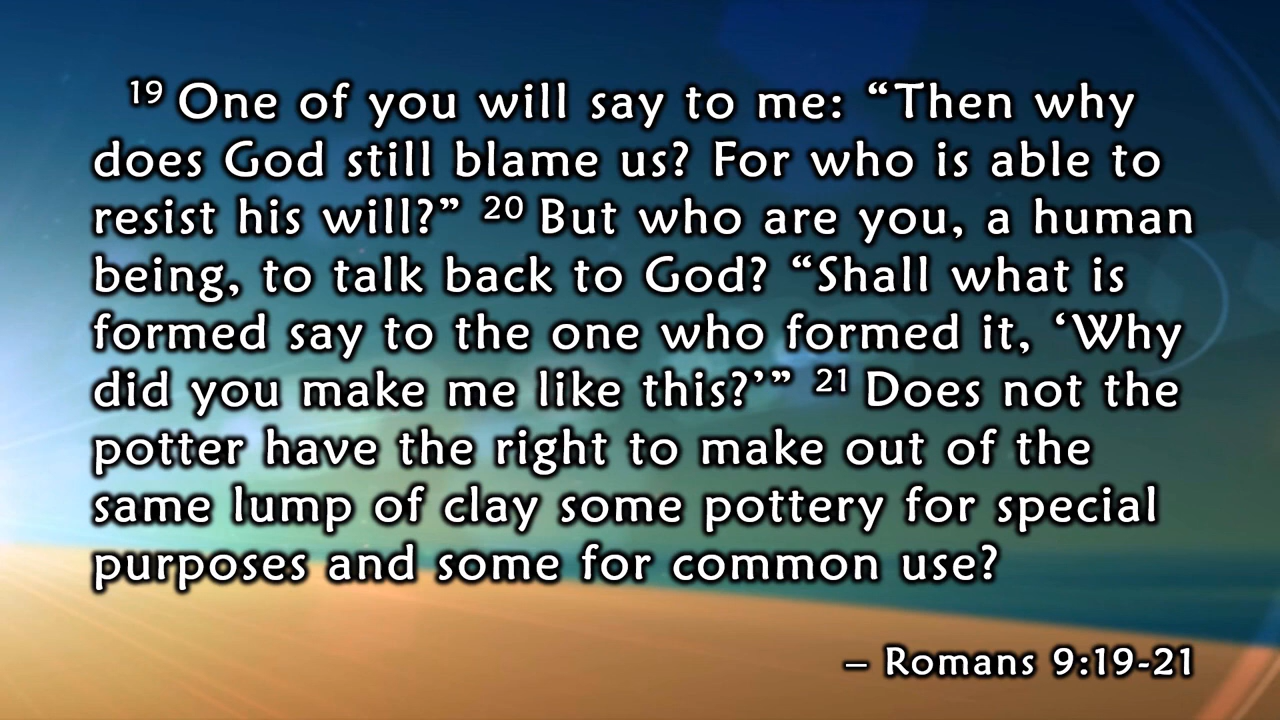 19 One of you will say to me: “Then why
does God still blame us? For who is able to
resist his will?” 20 But who are you, a human
being, to talk back to God? “Shall what is
formed say to the one who formed it, ‘Why
did you make me like this?’” 21 Does not the
potter have the right to make out of the
same lump of clay some pottery for special
purposes and some for common use?
– Romans 9:19-21